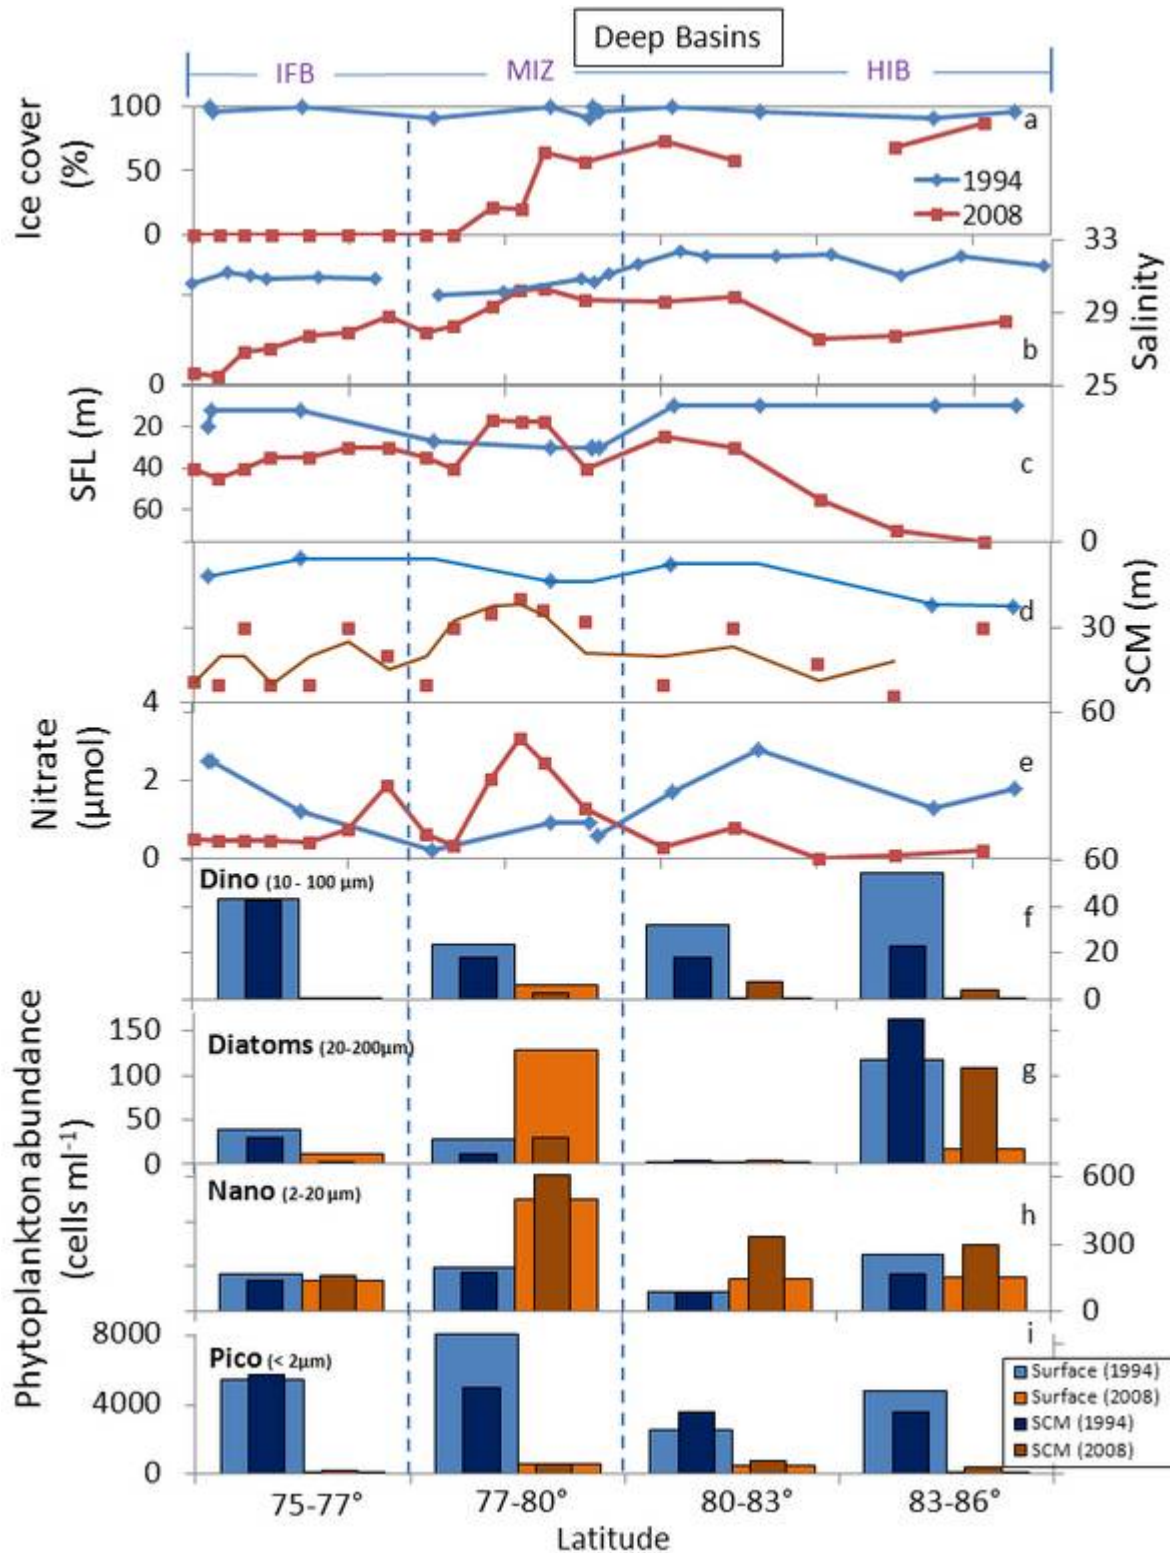 Deep Basins
IFB MIZ HIB
Ice cover (%)
100
50
0
a
1994
2008
Salinity
33
29
25
b
SFL (m)
0
20
40
60
c
SCM (m)
0
30
60
d
Nitrate (µmol)
4
2
0
e
Phytoplankton abundance (cells ml⁻¹)
Dino (10 - 100 µm)
60
40
20
0
f
Diatoms (20-200µm)
150
100
50
0
g
Nano (2-20 µm)
600
300
0
h
Pico (< 2µm)
8000
4000
0
i
Surface (1994)
Surface (2008)
SCM (1994)
SCM (2008)
75-77° 77-80° 80-83° 83-86°
Latitude